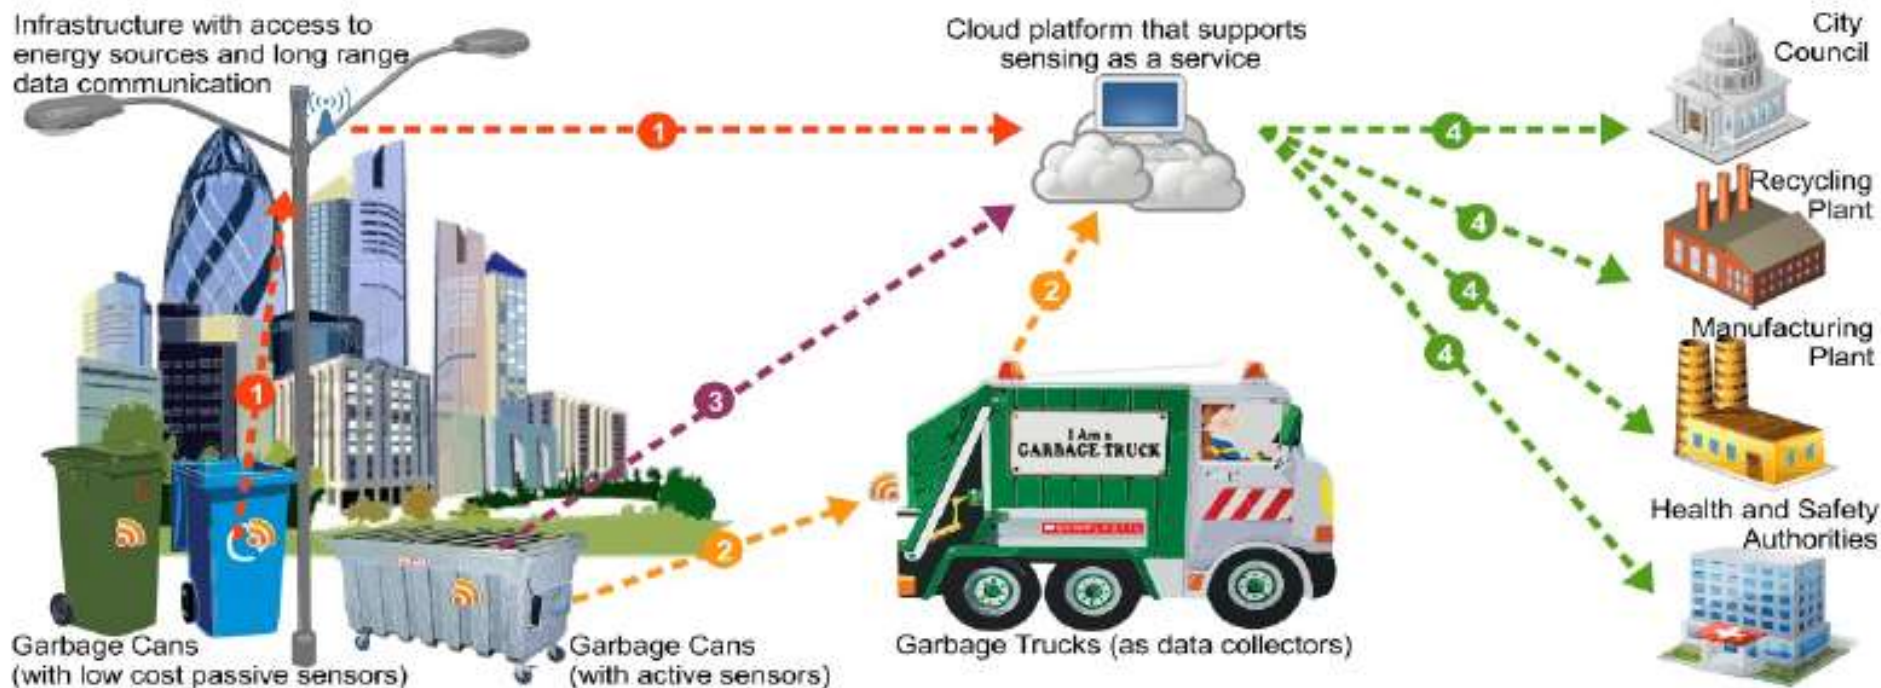 Infrastructure with access to
energy sources and long range
data communication
Cloud platform that supports
sensing as a service
City
Council
1
4
Recycling
Plant
4
2
4
Manufacturing
Plant
4
1
3
I Am a
GARBAGE TRUCK
SCHOLASTIC
Health and Safety
Authorities
2
Garbage Cans
(with low cost passive sensors)
Garbage Cans
(with active sensors)
Garbage Trucks (as data collectors)